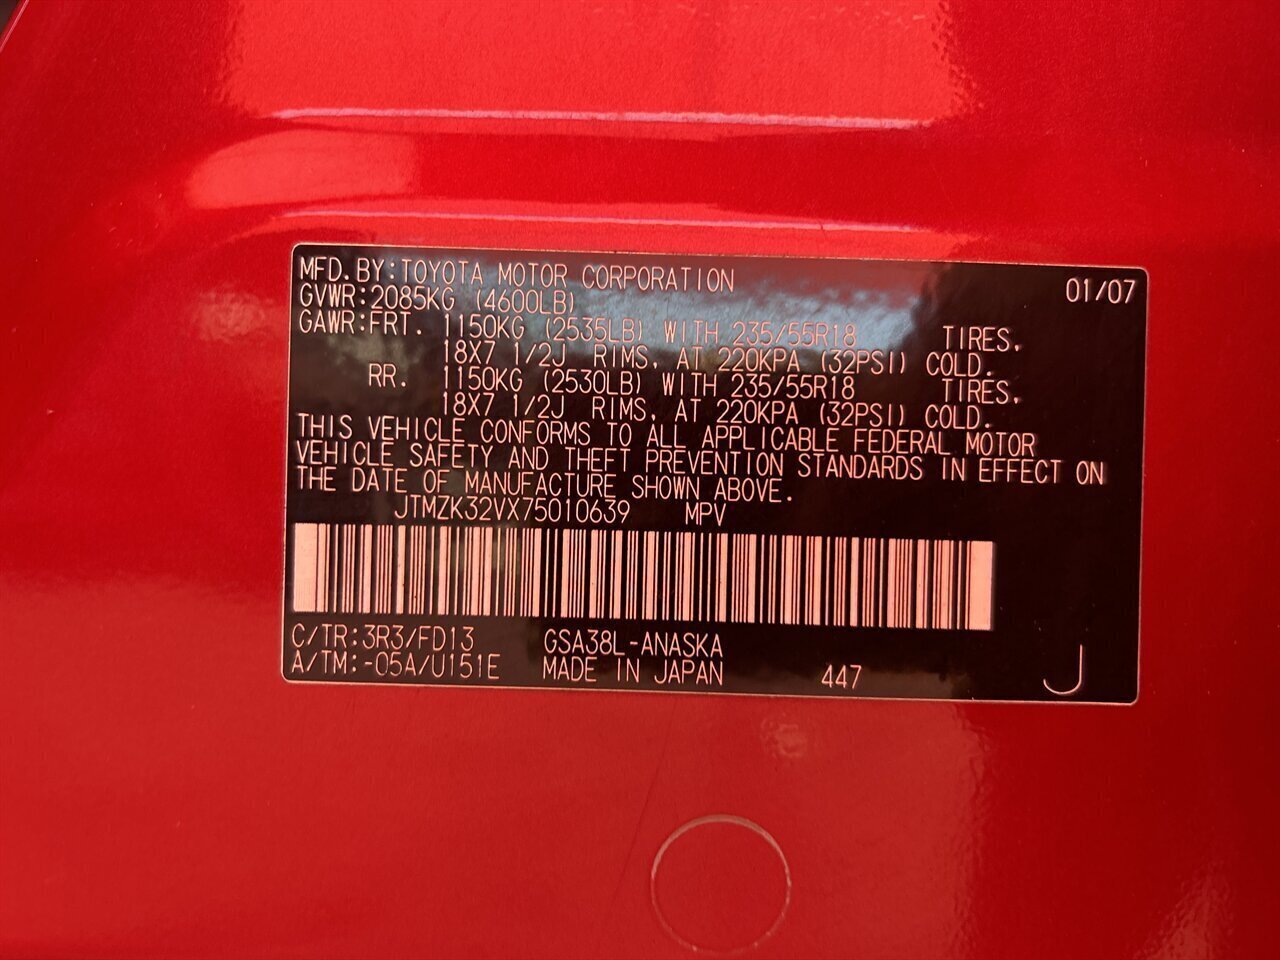 MFD.BY:TOYOTA MOTOR CORPORATION 01/07
GVWR:2085KG (4600LB)
GAWR:FRT. 1150KG (2535LB) WITH 235/55R18 TIRES,
18X7 1/2J RIMS, AT 220KPA (32PSI) COLD.
RR. 1150KG (2530LB) WITH 235/55R18 TIRES,
18X7 1/2J RIMS, AT 220KPA (32PSI) COLD.
THIS VEHICLE CONFORMS TO ALL APPLICABLE FEDERAL MOTOR
VEHICLE SAFETY AND THEFT PREVENTION STANDARDS IN EFFECT ON
THE DATE OF MANUFACTURE SHOWN ABOVE.
JTMZK32VX75010639 MPV
C/TR:3R3/FD13 GSA38L-ANASKA
A/TM:-05A/U151E MADE IN JAPAN 447 J